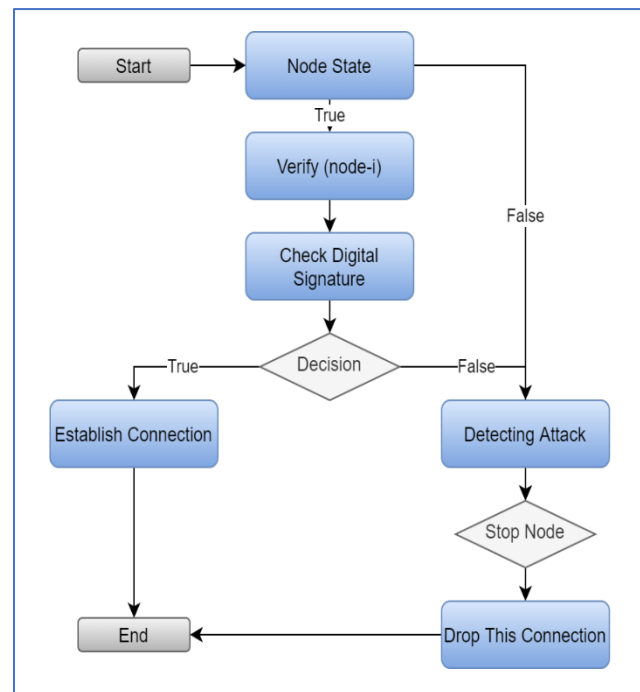 Start
Node State
True
Verify (node-i)
False
Check Digital
Signature
Decision
True
False
Establish Connection
Detecting Attack
Stop Node
End
Drop This Connection